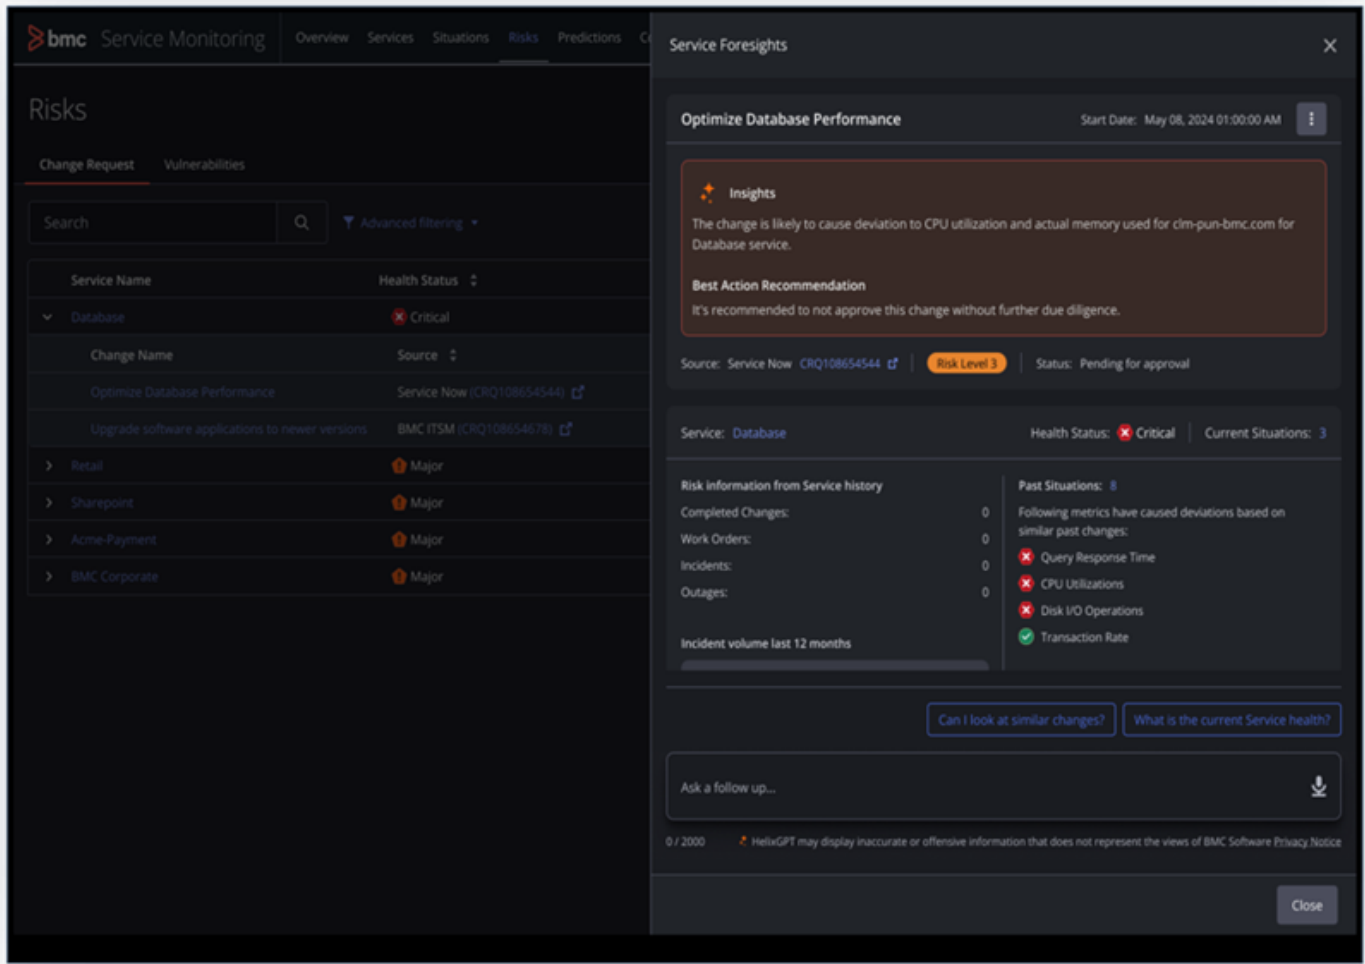 bmc Service Monitoring
Overview Services Situations Risks Predictions
Risks
Change Request Vulnerabilities
Search Advanced filtering
Service Name Health Status
Database Critical
Change Name Source
Optimize Database Performance Service Now (CRQ108654544)
Upgrade software applications to newer versions BMC ITSM (CRQ108654678)
Retail Major
Sharepoint Major
Acme-Payment Major
BMC Corporate Major
Service Foresights
Optimize Database Performance Start Date: May 08, 2024 01:00:00 AM
Insights
The change is likely to cause deviation to CPU utilization and actual memory used for clm-pun-bmc.com for
Database service.
Best Action Recommendation
It's recommended to not approve this change without further due diligence.
Source: Service Now CRQ108654544 Risk Level 3 Status: Pending for approval
Service: Database Health Status: Critical Current Situations: 3
Risk information from Service history
Completed Changes: 0
Work Orders: 0
Incidents: 0
Outages: 0
Incident volume last 12 months
Past Situations: 8
Following metrics have caused deviations based on
similar past changes:
Query Response Time
CPU Utilizations
Disk I/O Operations
Transaction Rate
Can I look at similar changes? What is the current Service health?
Ask a follow up...
0 / 2000 HelixGPT may display inaccurate or offensive information that does not represent the views of BMC Software Privacy Notice
Close